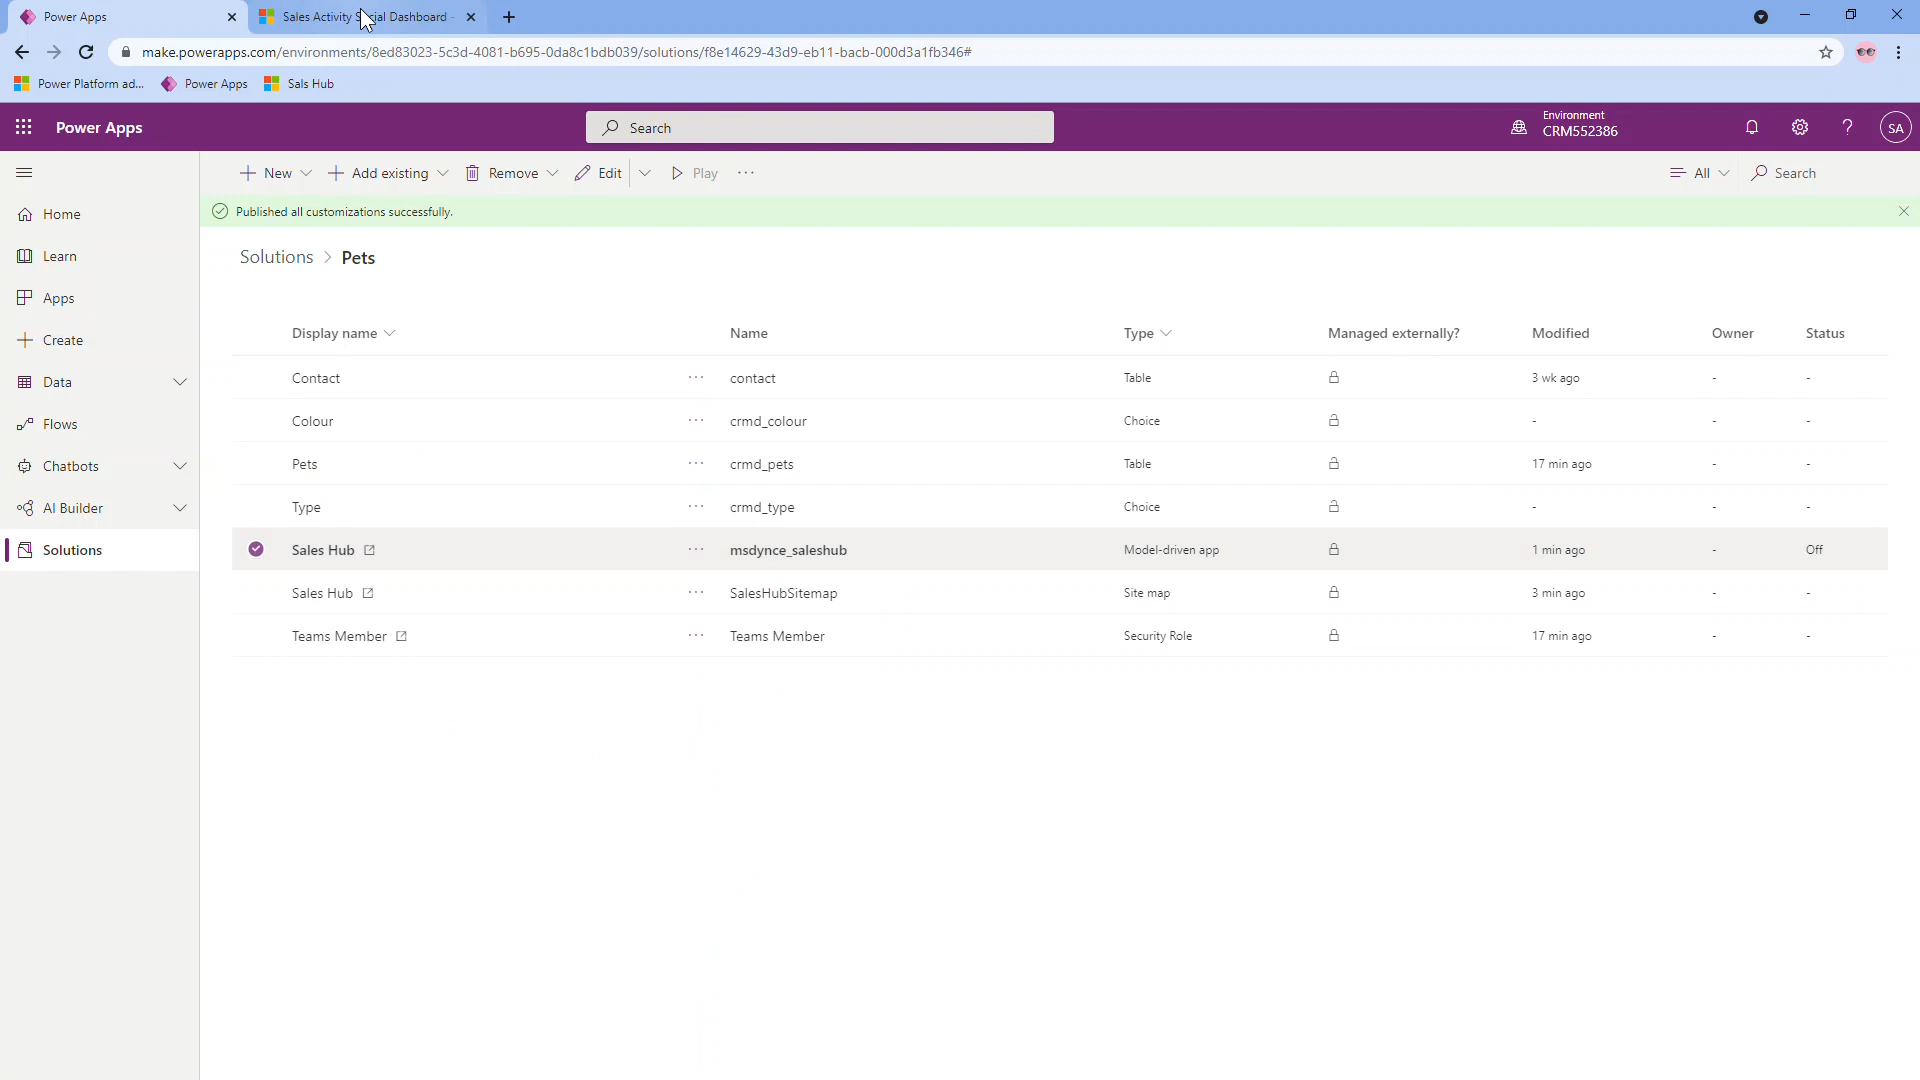 Power Apps
Sales Activity Social Dashboard -
make.powerapps.com/environments/8ed83023-5c3d-4081-b695-0da8c1bdb039/solutions/f8e14629-43d9-eb11-bacb-000d3a1fb346#
Power Platform ad... Power Apps Sals Hub
Power Apps Search Environment CRM552386 SA
New Add existing Remove Edit Play All Search
Published all customizations successfully.
Home
Learn
Apps
Create
Data
Flows
Chatbots
AI Builder
Solutions
Solutions > Pets
Display name Name Type Managed externally? Modified Owner Status
Contact ... contact Table 3 wk ago - -
Colour ... crmd_colour Choice - - -
Pets ... crmd_pets Table 17 min ago - -
Type ... crmd_type Choice - - -
Sales Hub ... msdynce_saleshub Model-driven app 1 min ago - Off
Sales Hub ... SalesHubSitemap Site map 3 min ago - -
Teams Member ... Teams Member Security Role 17 min ago - -